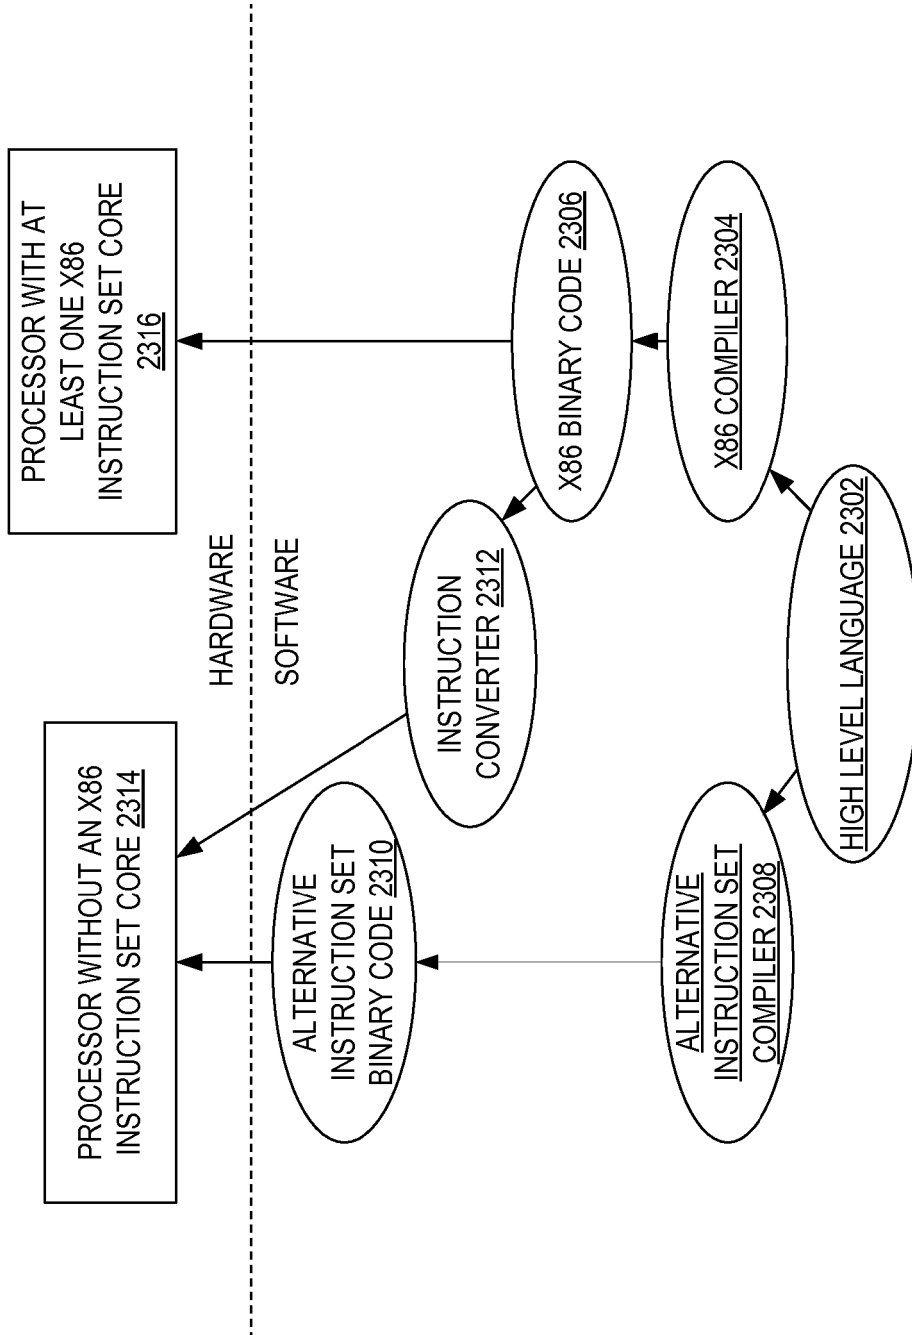 PROCESSOR WITHOUT AN X86
INSTRUCTION SET CORE 2314
PROCESSOR WITH AT
LEAST ONE X86
INSTRUCTION SET CORE
2316
HARDWARE
SOFTWARE
ALTERNATIVE
INSTRUCTION SET
BINARY CODE 2310
INSTRUCTION
CONVERTER 2312
X86 BINARY CODE 2306
ALTERNATIVE
INSTRUCTION SET
COMPILER 2308
X86 COMPILER 2304
HIGH LEVEL LANGUAGE 2302